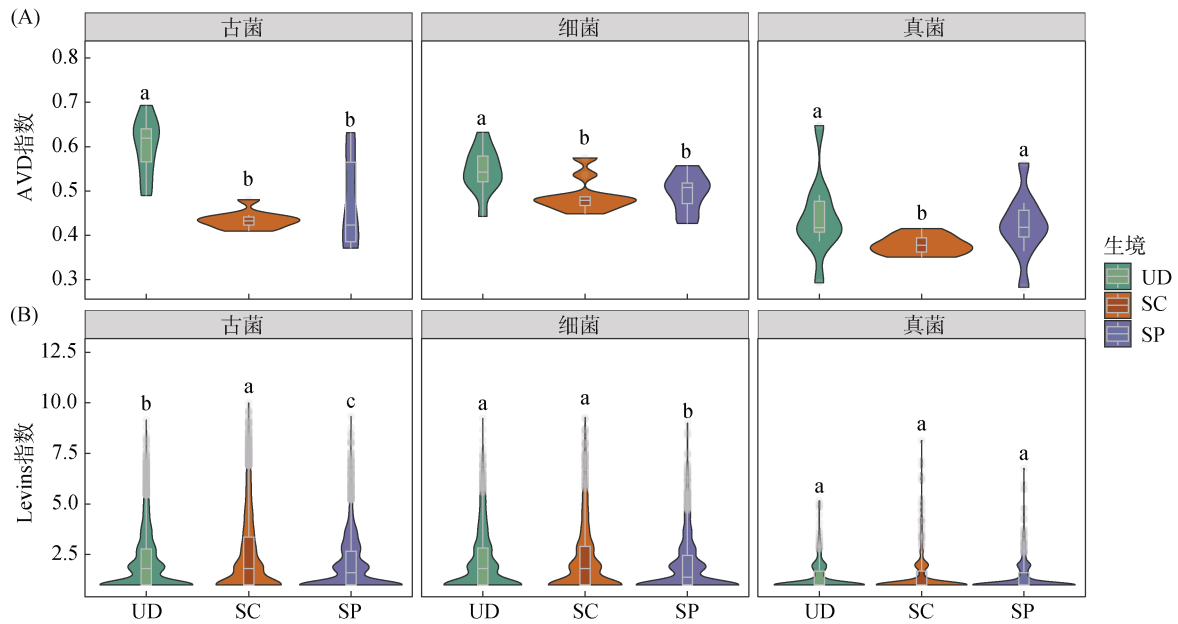 (A)
古菌 细菌 真菌
AVD指数
0.8
0.7
0.6
0.5
0.4
0.3
a b b
a b b
a b a
生境
UD
SC
SP
(B)
古菌 细菌 真菌
Levins指数
12.5
10.0
7.5
5.0
2.5
b a c
a a b
a a a
UD SC SP UD SC SP UD SC SP